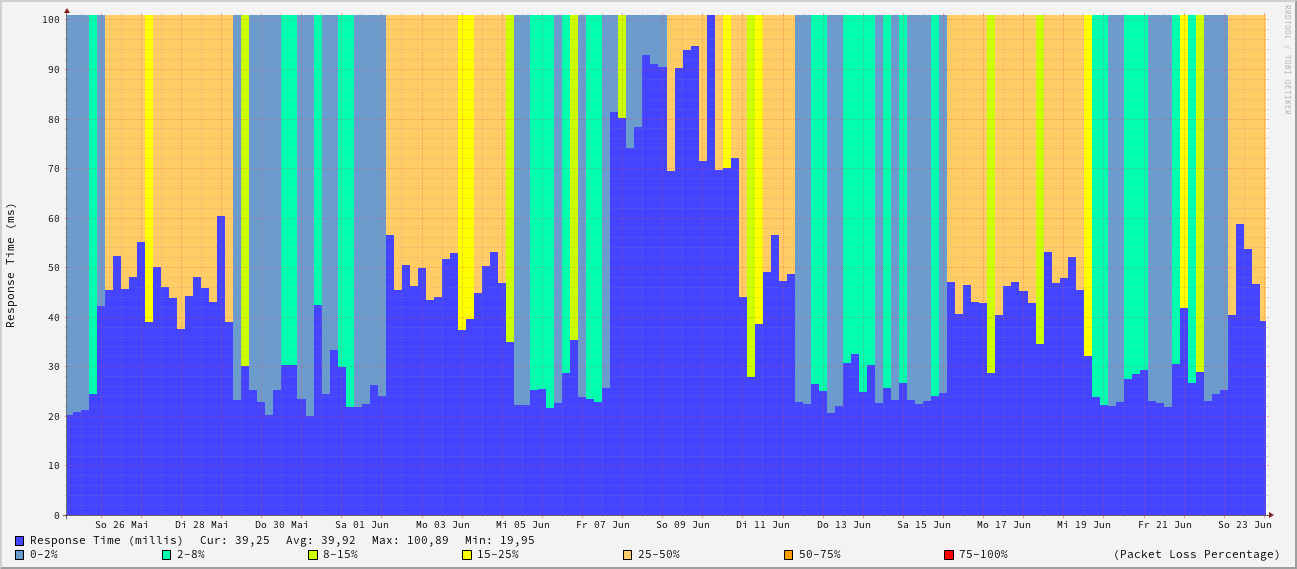 RRDTOOL / TOBI OETIKER
Response Time (ms)
100
90
80
70
60
50
40
30
20
10
0
So 26 Mai Di 28 Mai Do 30 Mai Sa 01 Jun Mo 03 Jun Mi 05 Jun Fr 07 Jun So 09 Jun Di 11 Jun Do 13 Jun Sa 15 Jun Mo 17 Jun Mi 19 Jun Fr 21 Jun So 23 Jun
Response Time (millis) Cur: 39,25 Avg: 39,92 Max: 100,89 Min: 19,95
0-2% 2-8% 8-15% 15-25% 25-50% 50-75% 75-100% (Packet Loss Percentage)